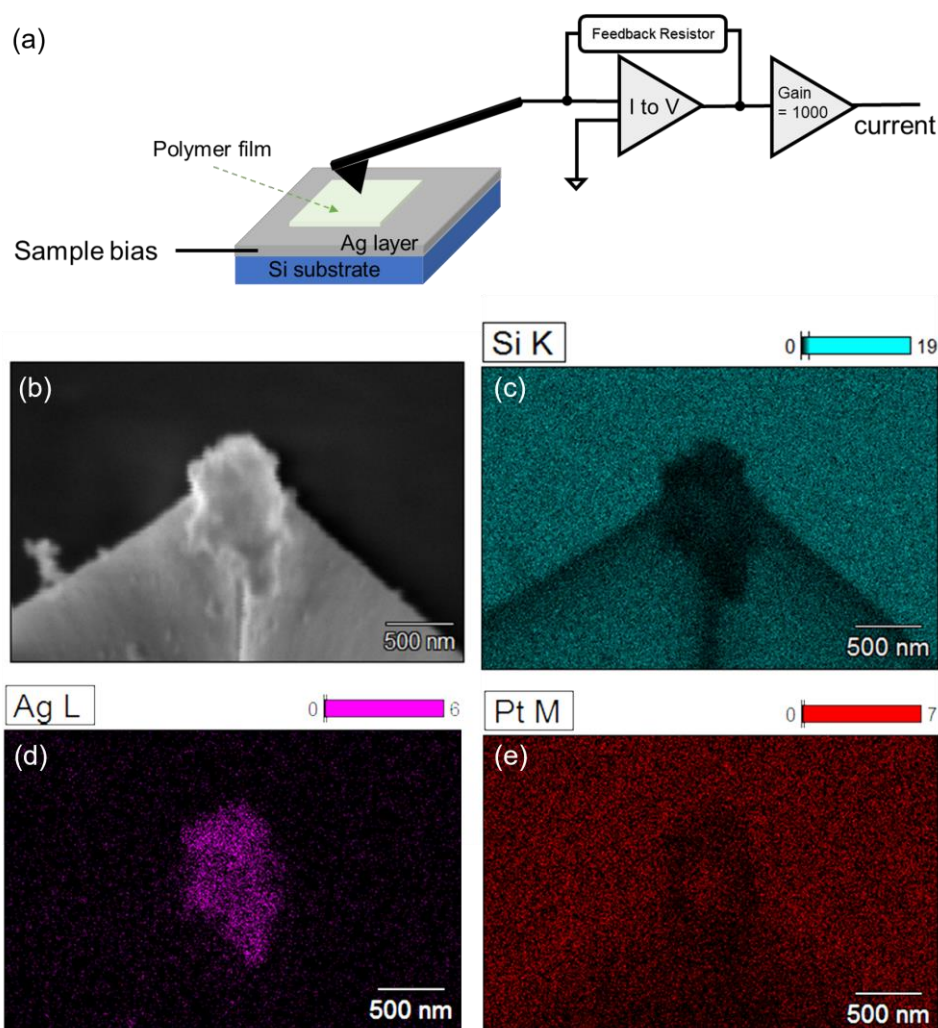 (a)
Feedback Resistor
I to V
Gain
= 1000
current
Polymer film
Sample bias
Ag layer
Si substrate
Si K
0
19
(b)
500 nm
(c)
500 nm
Ag L
0
6
Pt M
0
7
(d)
500 nm
(e)
500 nm